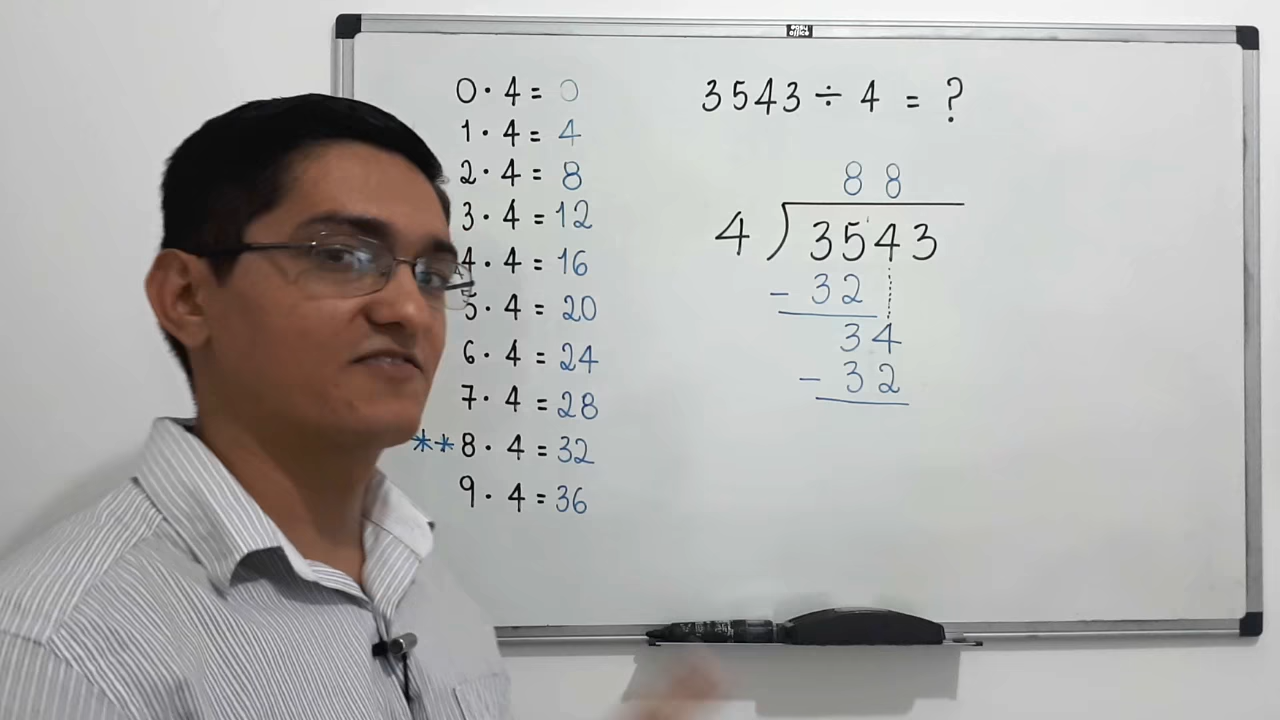 easy
office
0 · 4 = 0
1 · 4 = 4
2 · 4 = 8
3 · 4 = 12
4 · 4 = 16
5 · 4 = 20
6 · 4 = 24
7 · 4 = 28
**8 · 4 = 32
9 · 4 = 36
3543 ÷ 4 = ?
88
4 ) 3543
- 32
34
- 32